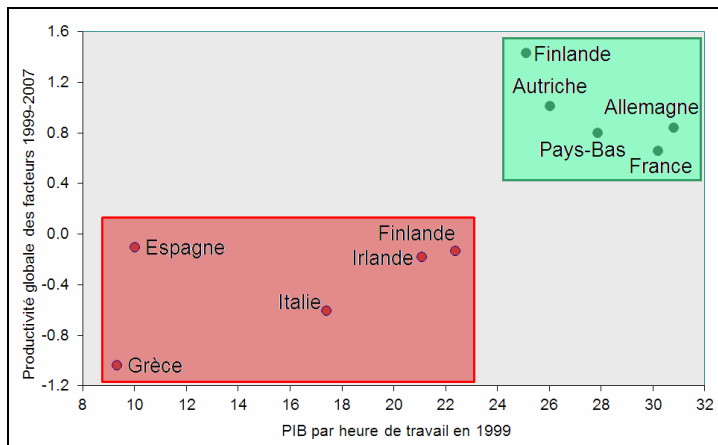 Productivité globale des facteurs 1999-2007
1.6
1.2
0.8
0.4
0.0
-0.4
-0.8
-1.2
Finlande
Autriche
Allemagne
Pays-Bas
France
Espagne
Finlande
Irlande
Italie
Grèce
8 10 12 14 16 18 20 22 24 26 28 30 32
PIB par heure de travail en 1999